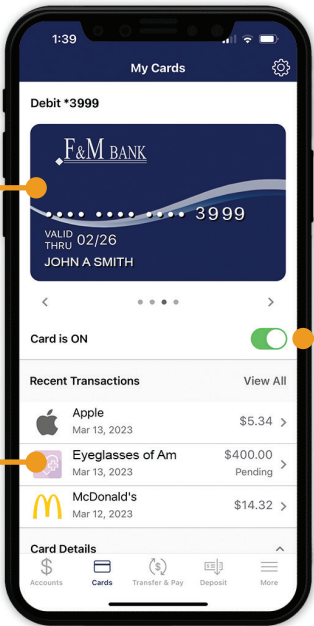 1:39
My Cards
Debit *3999
F&M BANK
•••• •••• •••• 3999
VALID
THRU 02/26
JOHN A SMITH
Card is ON
Recent Transactions View All
Apple
Mar 13, 2023
$5.34
Eyeglasses of Am
Mar 13, 2023
$400.00
Pending
McDonald's
Mar 12, 2023
$14.32
Card Details
Accounts Cards Transfer & Pay Deposit More